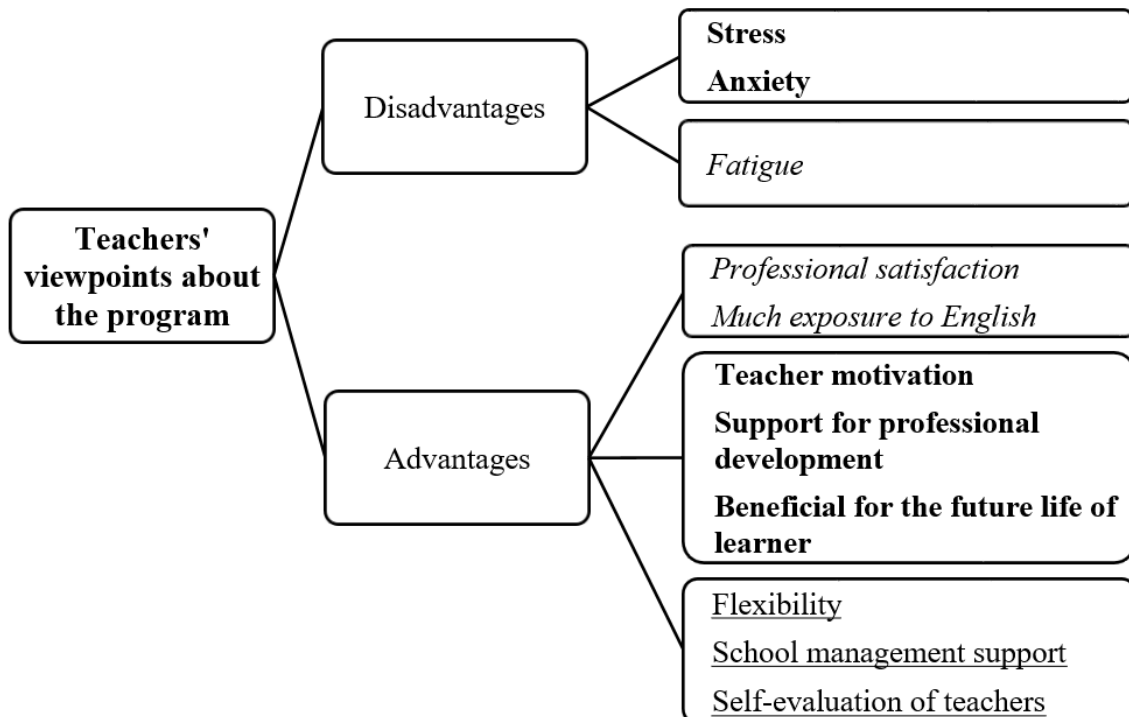 Teachers'
viewpoints about
the program
Disadvantages
Stress
Anxiety
Fatigue
Advantages
Professional satisfaction
Much exposure to English
Teacher motivation
Support for professional
development
Beneficial for the future life of
learner
Flexibility
School management support
Self-evaluation of teachers